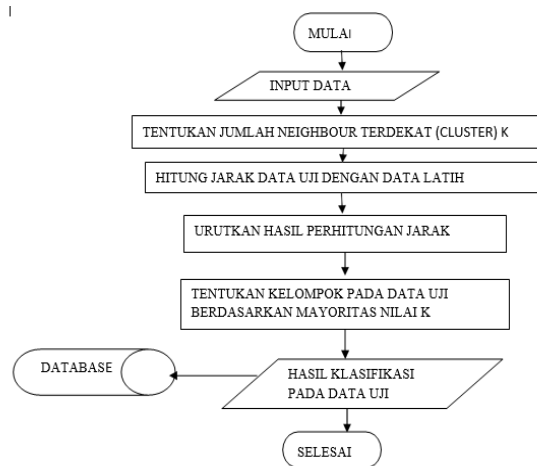 MULAI
INPUT DATA
TENTUKAN JUMLAH NEIGHBOUR TERDEKAT (CLUSTER) K
HITUNG JARAK DATA UJI DENGAN DATA LATIH
URUTKAN HASIL PERHITUNGAN JARAK
TENTUKAN KELOMPOK PADA DATA UJI
BERDASARKAN MAYORITAS NILAI K
DATABASE
HASIL KLASIFIKASI
PADA DATA UJI
SELESAI